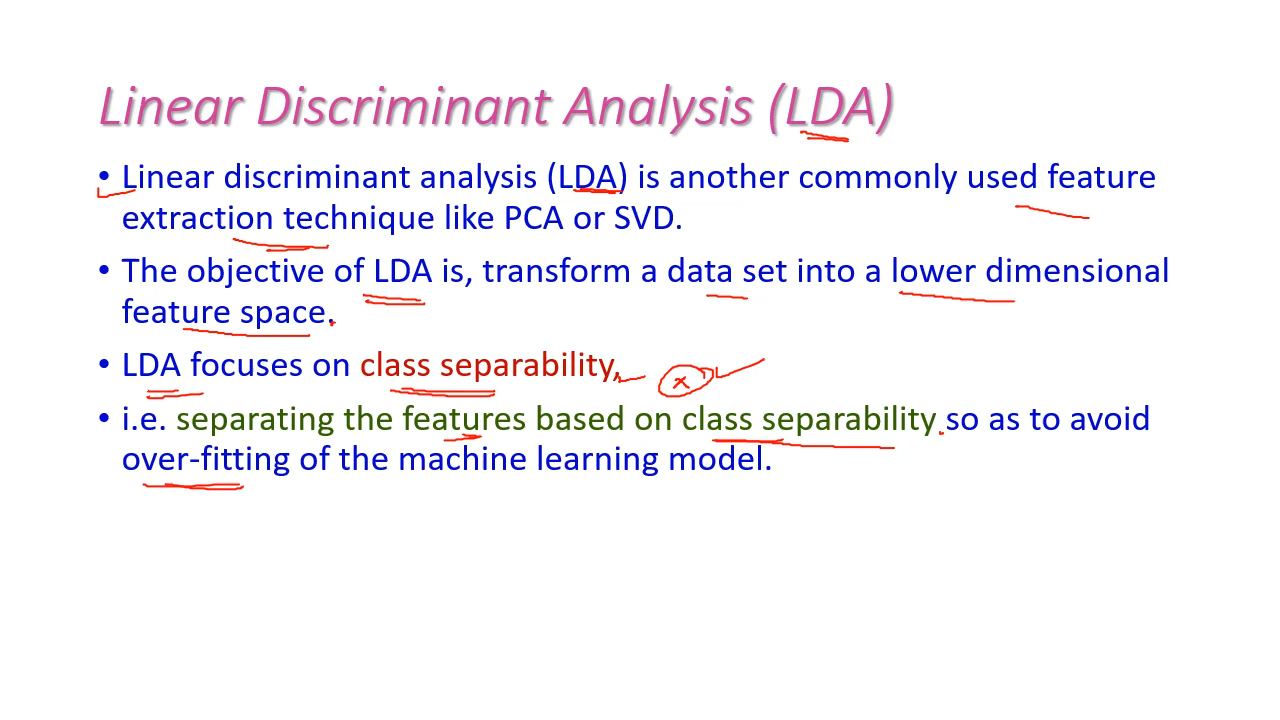 Linear Discriminant Analysis (LDA)
• Linear discriminant analysis (LDA) is another commonly used feature
extraction technique like PCA or SVD.
• The objective of LDA is, transform a data set into a lower dimensional
feature space.
• LDA focuses on class separability, x
• i.e. separating the features based on class separability so as to avoid
over-fitting of the machine learning model.